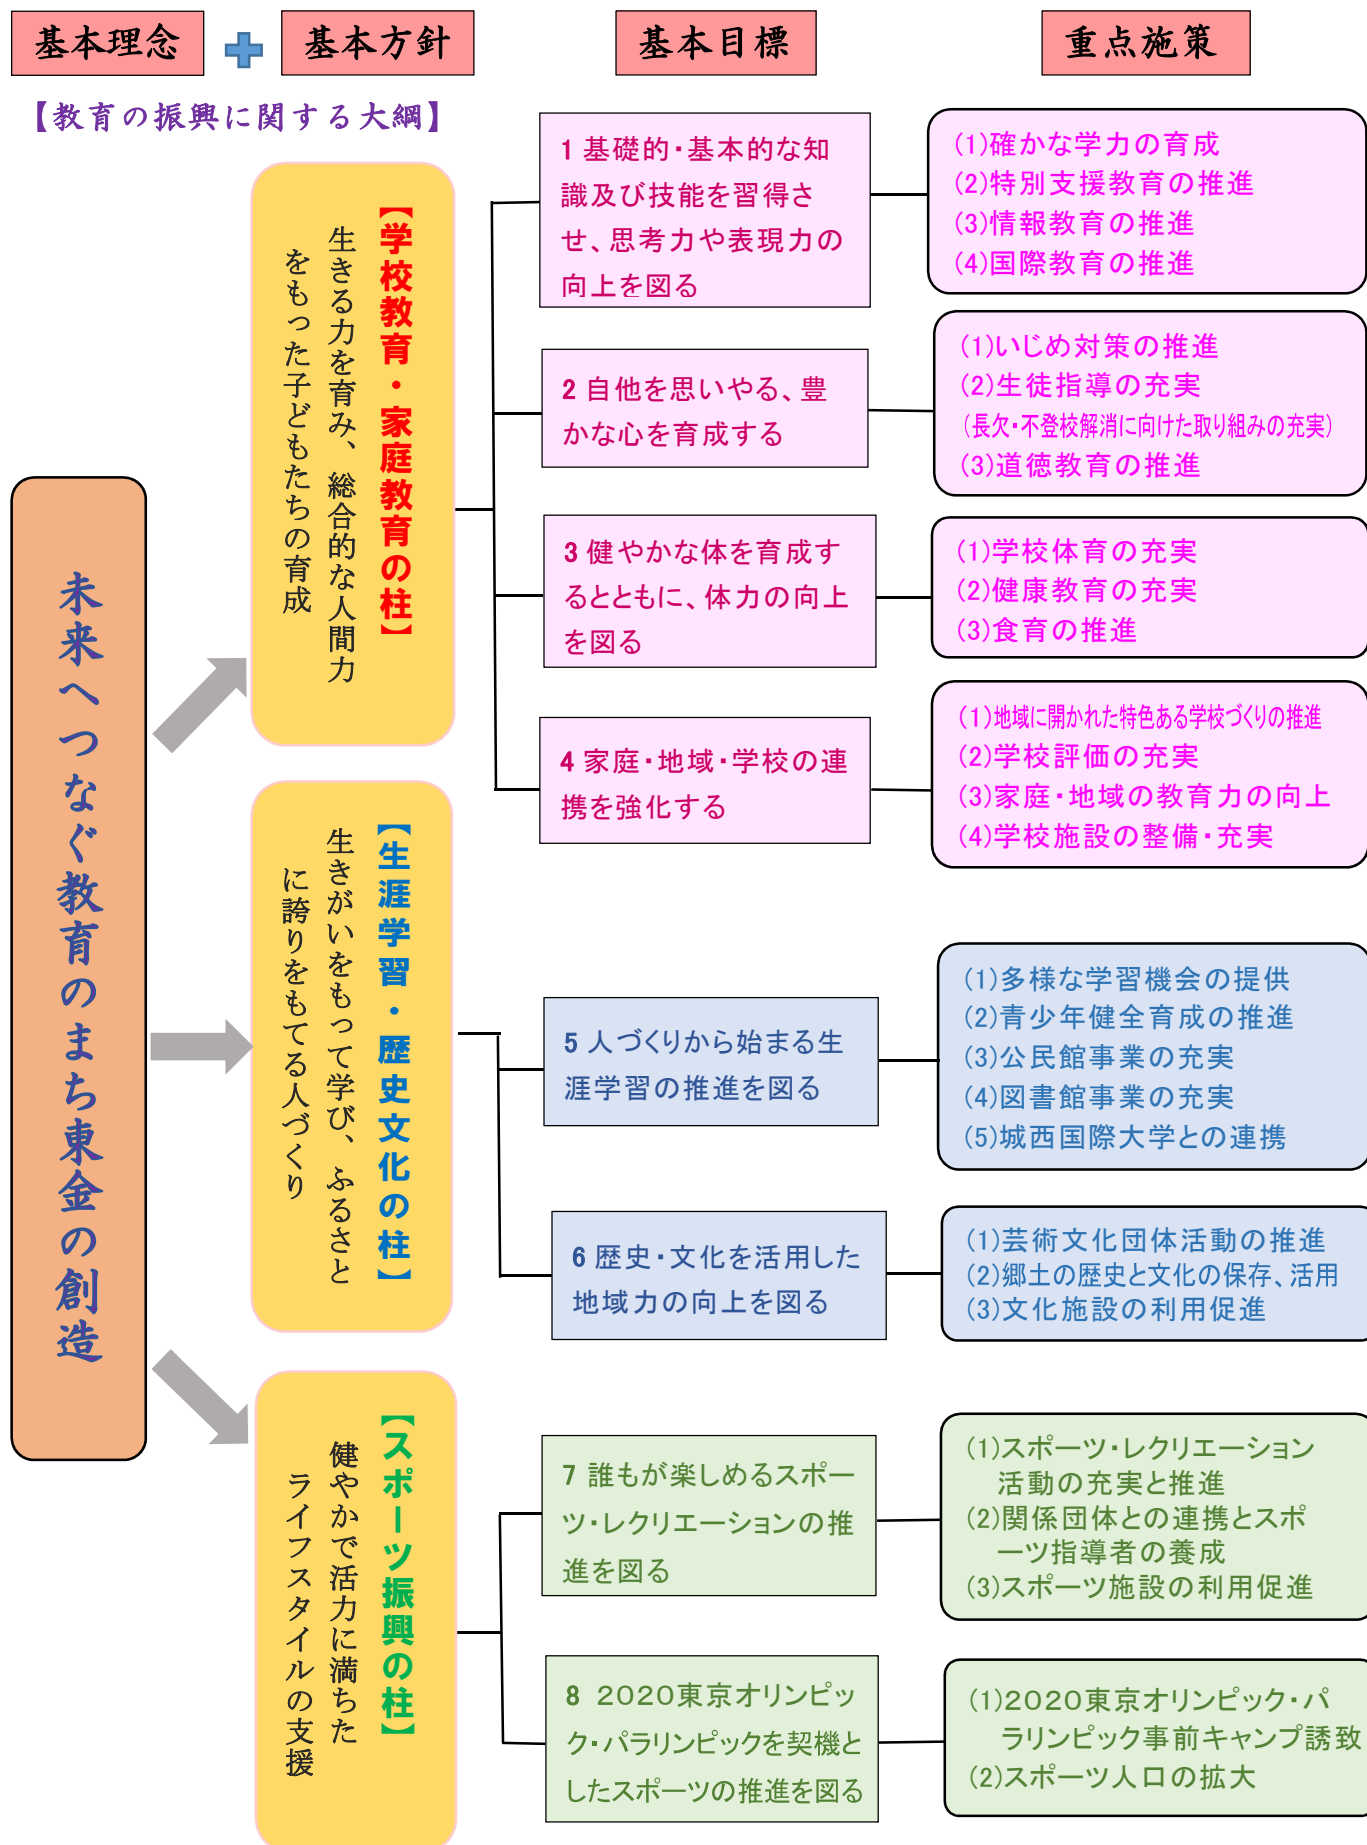 基本理念
基本方針
基本目標
重点施策
【教育の振興に関する大綱】
未来へつなぐ教育のまち東金の創造
【学校教育・家庭教育の柱】
生きる力を育み、総合的な人間力
をもった子どもたちの育成
1 基礎的・基本的な知
識及び技能を習得さ
せ、思考力や表現力の
向上を図る
(1)確かな学力の育成
(2)特別支援教育の推進
(3)情報教育の推進
(4)国際教育の推進
2 自他を思いやる、豊
かな心を育成する
(1)いじめ対策の推進
(2)生徒指導の充実
(長欠・不登校解消に向けた取り組みの充実)
(3)道徳教育の推進
3 健やかな体を育成す
るとともに、体力の向上
を図る
(1)学校体育の充実
(2)健康教育の充実
(3)食育の推進
4 家庭・地域・学校の連
携を強化する
(1)地域に開かれた特色ある学校づくりの推進
(2)学校評価の充実
(3)家庭・地域の教育力の向上
(4)学校施設の整備・充実
【生涯学習・歴史文化の柱】
生きがいをもって学び、ふるさと
に誇りをもてる人づくり
5 人づくりから始まる生
涯学習の推進を図る
(1)多様な学習機会の提供
(2)青少年健全育成の推進
(3)公民館事業の充実
(4)図書館事業の充実
(5)城西国際大学との連携
6 歴史・文化を活用した
地域力の向上を図る
(1)芸術文化団体活動の推進
(2)郷土の歴史と文化の保存、活用
(3)文化施設の利用促進
【スポーツ振興の柱】
健やかで活力に満ちた
ライフスタイルの支援
7 誰もが楽しめるスポー
ツ・レクリエーションの推
進を図る
(1)スポーツ・レクリエーション
活動の充実と推進
(2)関係団体との連携とスポ
ーツ指導者の養成
(3)スポーツ施設の利用促進
8 2020東京オリンピッ
ク・パラリンピックを契機と
したスポーツの推進を図る
(1)2020東京オリンピック・パ
ラリンピック事前キャンプ誘致
(2)スポーツ人口の拡大